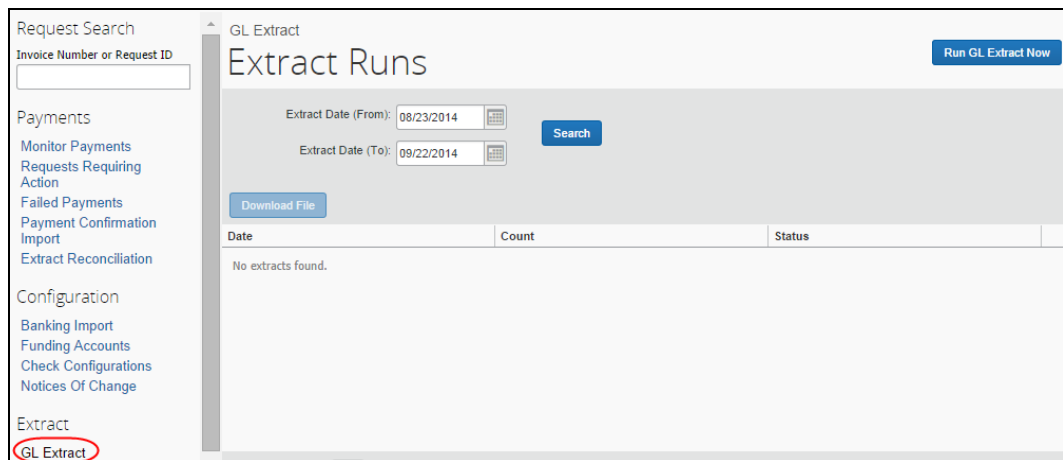 Request Search
Invoice Number or Request ID
Payments
Monitor Payments
Requests Requiring
Action
Failed Payments
Payment Confirmation
Import
Extract Reconciliation
Configuration
Banking Import
Funding Accounts
Check Configurations
Notices Of Change
Extract
GL Extract
GL Extract
Extract Runs
Run GL Extract Now
Extract Date (From): 08/23/2014
Search
Extract Date (To): 09/22/2014
Download File
Date Count Status
No extracts found.